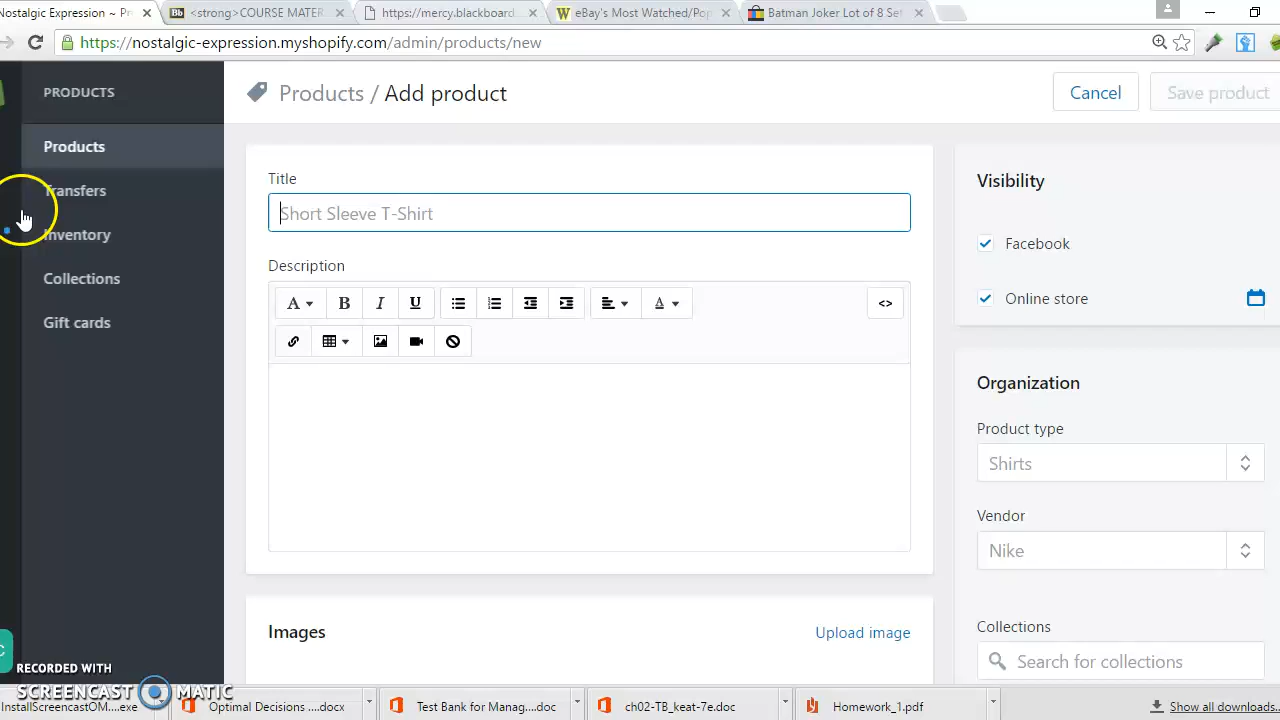 Nostalgic Expression ~ Pr
Bb <strong>COURSE MATER
https://mercy.blackboard
W eBay's Most Watched/Pop
Batman Joker Lot of 8 Set
https://nostalgic-expression.myshopify.com/admin/products/new
PRODUCTS
Products / Add product
Cancel
Save product
Products
Transfers
Inventory
Collections
Gift cards
Title
Short Sleeve T-Shirt
Description
A B I U A <>
Visibility
Facebook
Online store
Organization
Product type
Shirts
Vendor
Nike
Collections
Search for collections
Images
Upload image
C
RECORDED WITH
SCREENCAST MATIC
InstallScreencastOM....exe
Optimal Decisions ....docx
Test Bank for Manag....doc
ch02-TB_keat-7e.doc
Homework_1.pdf
Show all downloads...